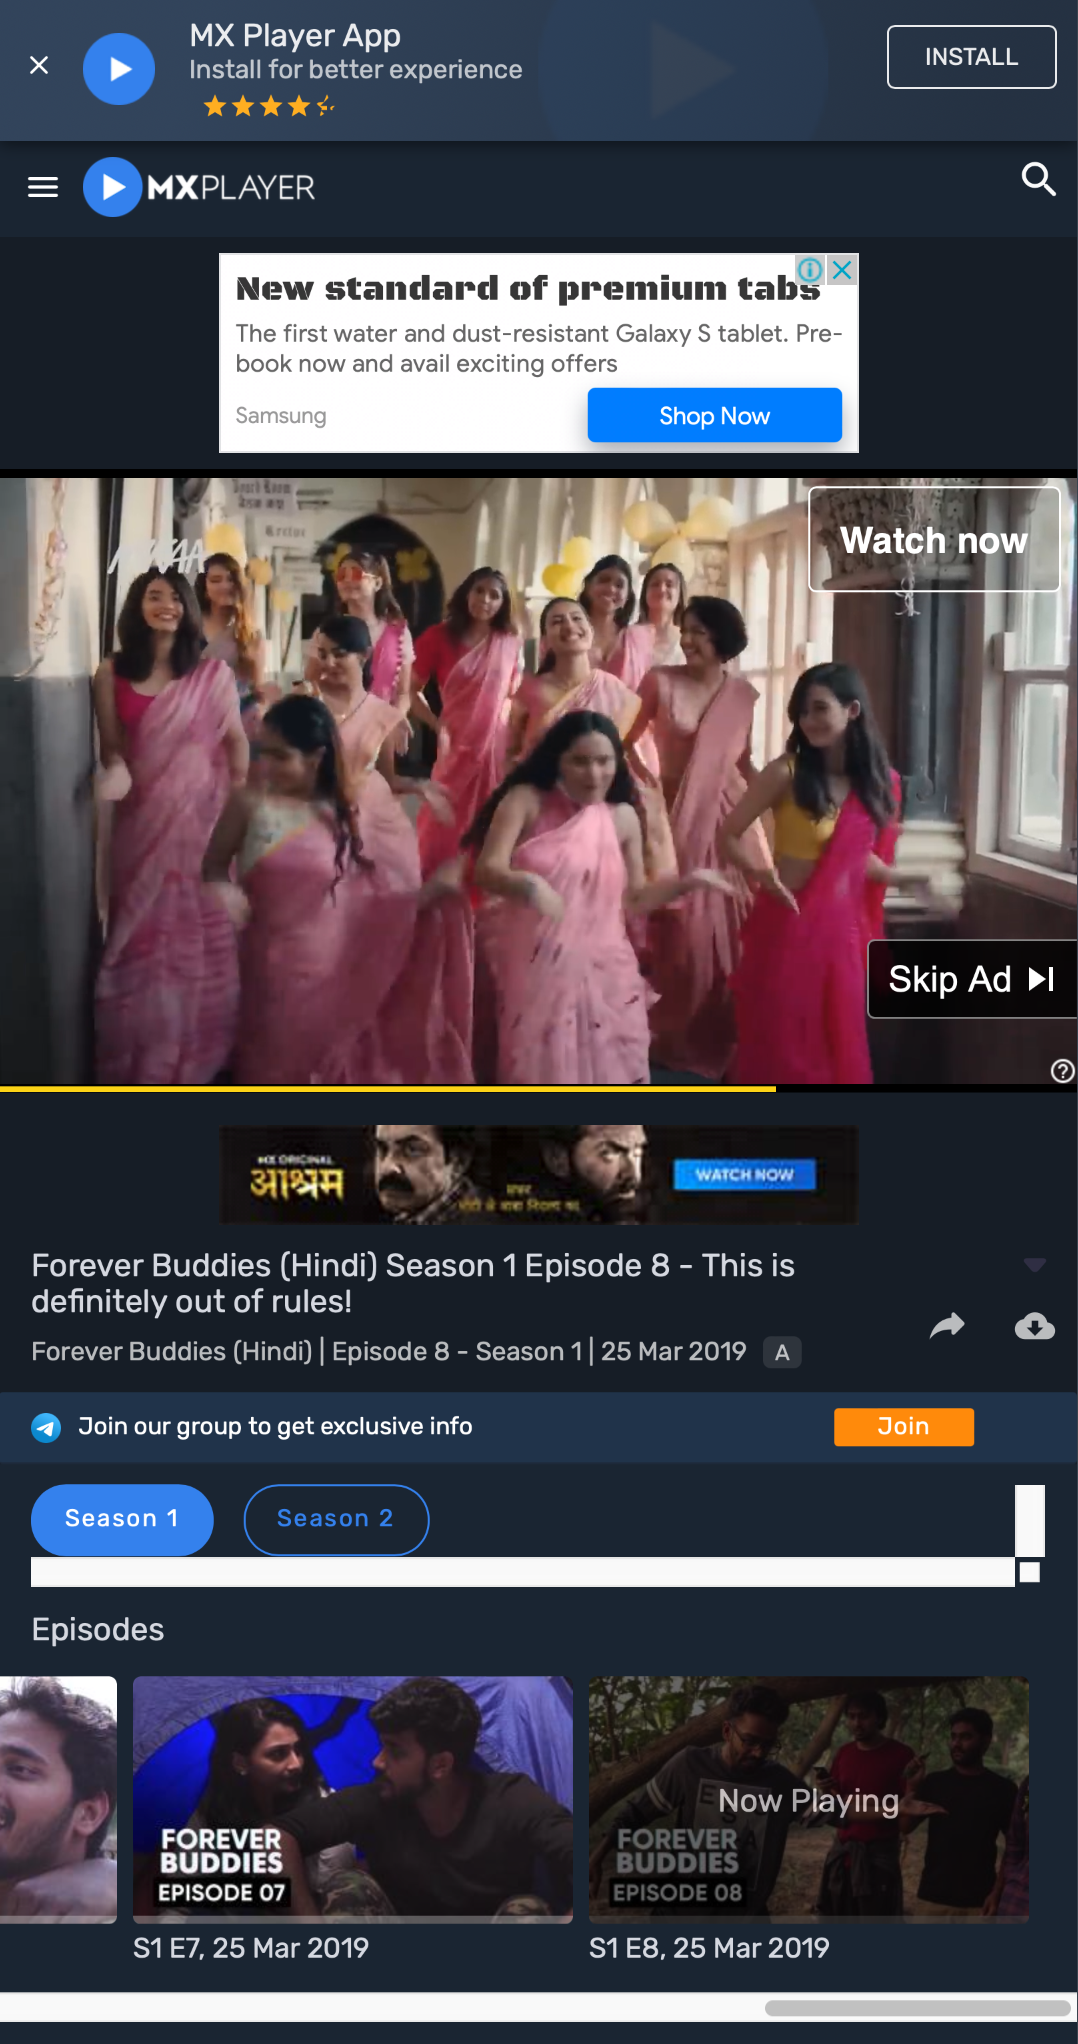 MX Player App
Install for better experience
INSTALL
MXPLAYER
New standard of premium tabs
The first water and dust-resistant Galaxy S tablet. Pre-
book now and avail exciting offers
Samsung
Shop Now
NYKAA
Watch now
Skip Ad
?
MX ORIGINAL
आश्रम
WATCH NOW
Forever Buddies (Hindi) Season 1 Episode 8 - This is
definitely out of rules!
Forever Buddies (Hindi) | Episode 8 - Season 1 | 25 Mar 2019 A
Join our group to get exclusive info
Join
Season 1
Season 2
Episodes
FOREVER
BUDDIES
EPISODE 07
Now Playing
FOREVER
BUDDIES
EPISODE 08
S1 E7, 25 Mar 2019
S1 E8, 25 Mar 2019